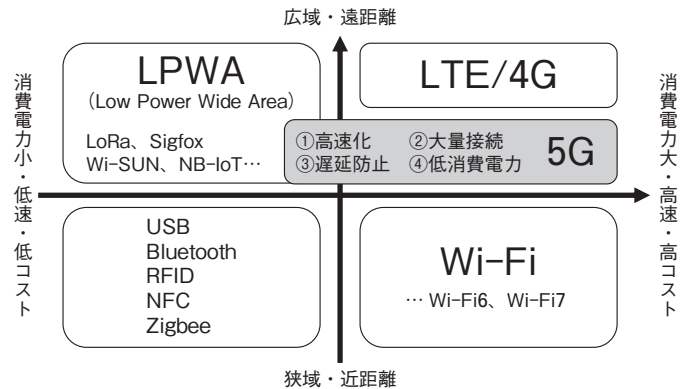 広域・遠距離
消費電力小・低速・低コスト
LPWA
(Low Power Wide Area)
LoRa、Sigfox
Wi-SUN、NB-IoT…
LTE/4G
①高速化 ②大量接続
③遅延防止 ④低消費電力
5G
消費電力大・高速・高コスト
USB
Bluetooth
RFID
NFC
Zigbee
Wi-Fi
… Wi-Fi6、Wi-Fi7
狭域・近距離